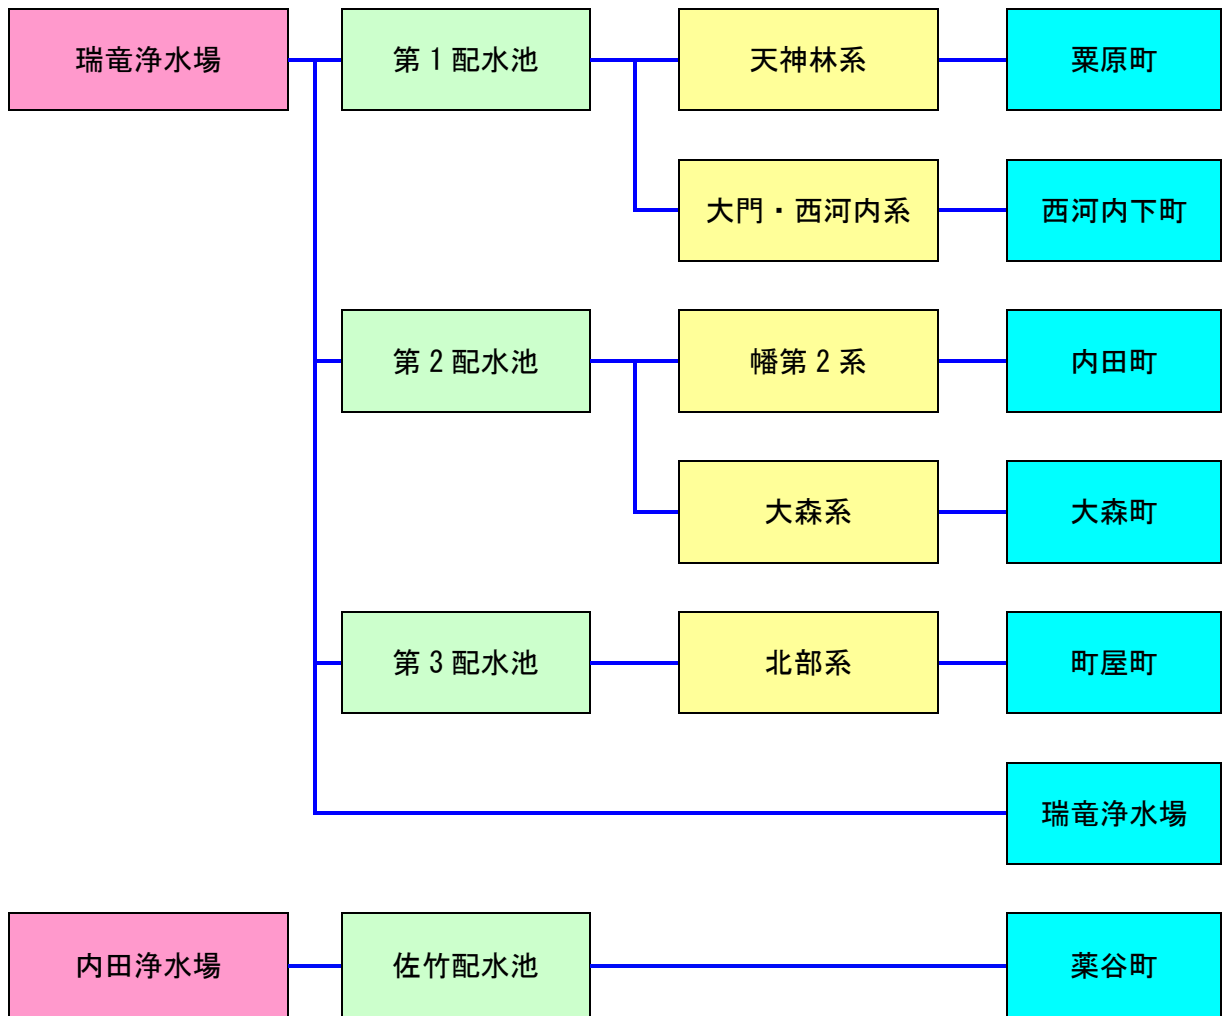 瑞竜浄水場
第1配水池
天神林系
粟原町
大門・西河内系
西河内下町
第2配水池
幡第2系
内田町
大森系
大森町
第3配水池
北部系
町屋町
瑞竜浄水場
内田浄水場
佐竹配水池
薬谷町